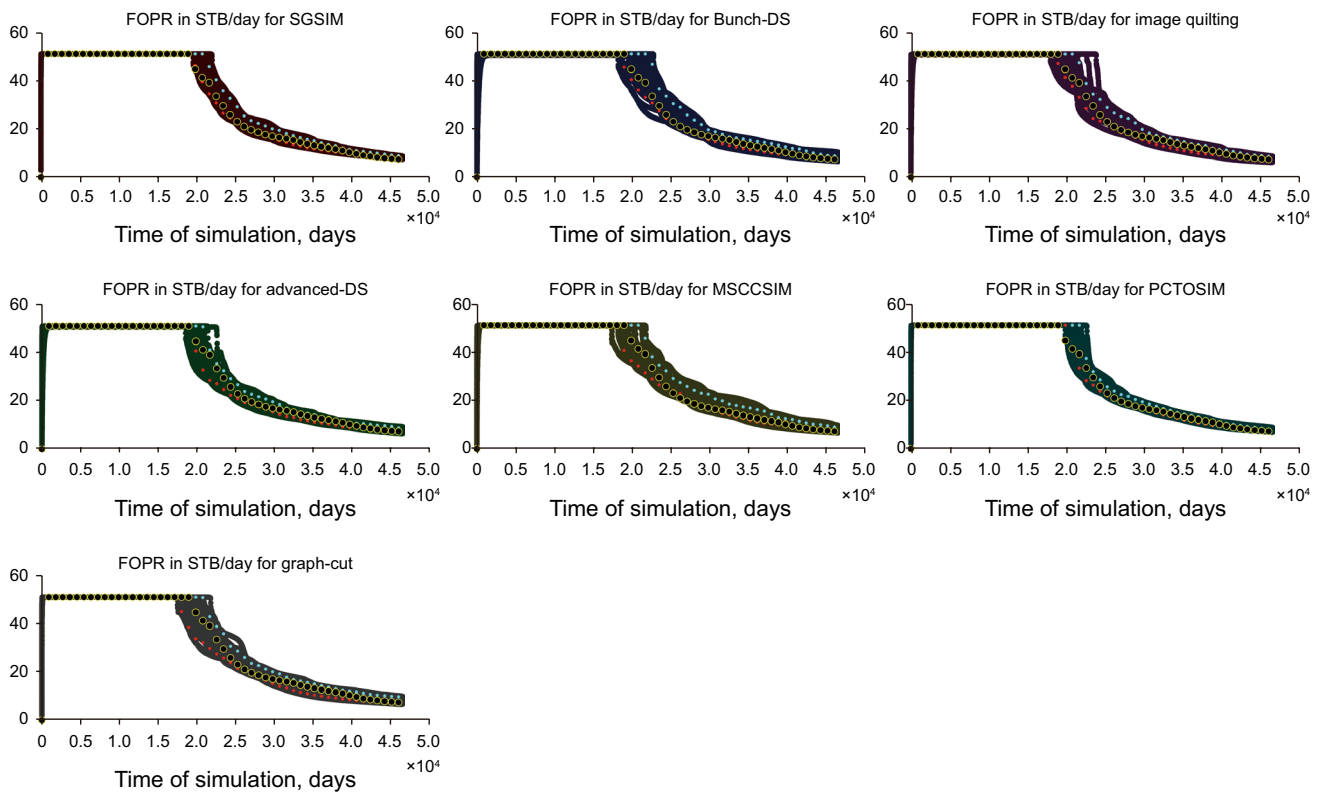 FOPR in STB/day for SGSIM
60
40
20
0
0 0.5 1.0 1.5 2.0 2.5 3.0 3.5 4.0 4.5 5.0
×10⁴
Time of simulation, days
FOPR in STB/day for Bunch-DS
60
40
20
0
0 0.5 1.0 1.5 2.0 2.5 3.0 3.5 4.0 4.5 5.0
×10⁴
Time of simulation, days
FOPR in STB/day for image quilting
60
40
20
0
0 0.5 1.0 1.5 2.0 2.5 3.0 3.5 4.0 4.5 5.0
×10⁴
Time of simulation, days
FOPR in STB/day for advanced-DS
60
40
20
0
0 0.5 1.0 1.5 2.0 2.5 3.0 3.5 4.0 4.5 5.0
×10⁴
Time of simulation, days
FOPR in STB/day for MSCCSIM
60
40
20
0
0 0.5 1.0 1.5 2.0 2.5 3.0 3.5 4.0 4.5 5.0
×10⁴
Time of simulation, days
FOPR in STB/day for PCTOSIM
60
40
20
0
0 0.5 1.0 1.5 2.0 2.5 3.0 3.5 4.0 4.5 5.0
×10⁴
Time of simulation, days
FOPR in STB/day for graph-cut
60
40
20
0
0 0.5 1.0 1.5 2.0 2.5 3.0 3.5 4.0 4.5 5.0
×10⁴
Time of simulation, days